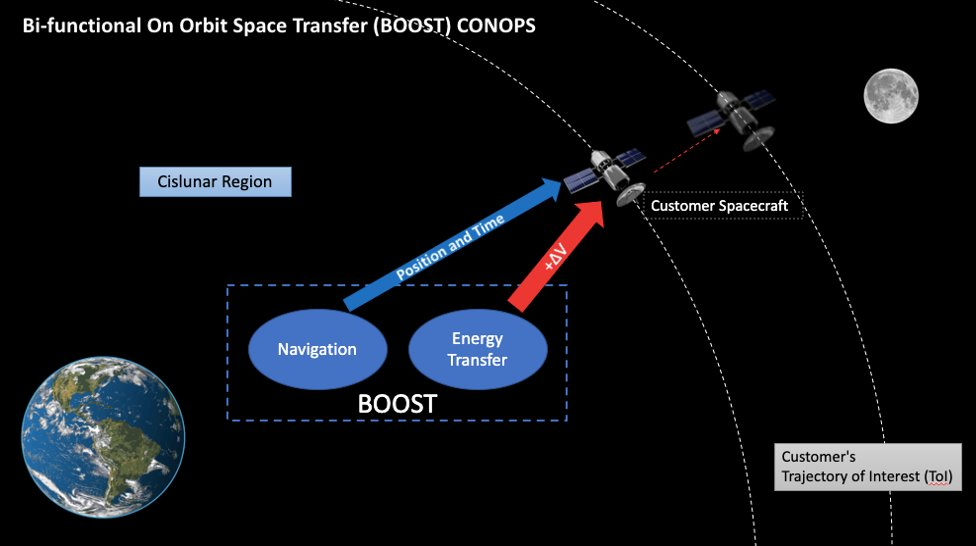 Bi-functional On Orbit Space Transfer (BOOST) CONOPS
Cislunar Region
Customer Spacecraft
Position and Time
+ΔV
Navigation
Energy
Transfer
BOOST
Customer's
Trajectory of Interest (ToI)